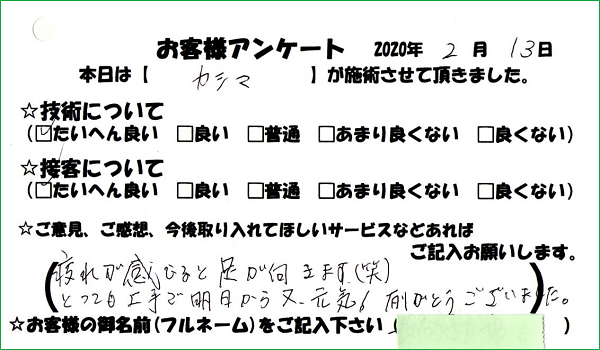 お客様アンケート 2020年 2月 13日
本日は【 カシマ 】が施術させて頂きました。
☆技術について
(☑たいへん良い □良い □普通 □あまり良くない □良くない)
☆接客について
(☑たいへん良い □良い □普通 □あまり良くない □良くない)
☆ご意見、ご感想、今後取り入れてほしいサービスなどあれば
ご記入お願いします。
(疲れが感じると足が向きます(笑)
とっても上手で明日から又、元気! ありがとうございました。)
☆お客様の御名前(フルネーム)をご記入下さい(